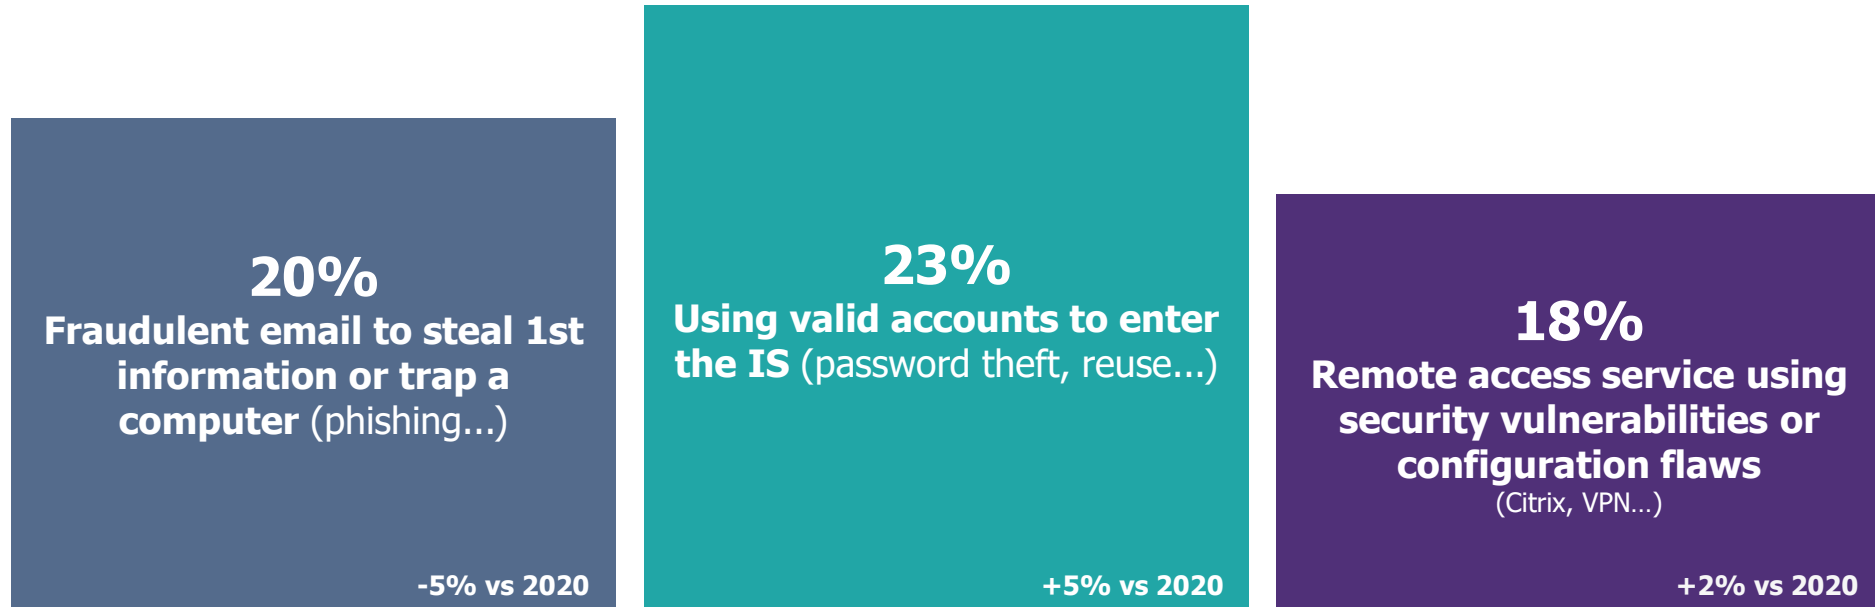 20%
Fraudulent email to steal 1st
information or trap a
computer (phishing...)
-5% vs 2020
23%
Using valid accounts to enter
the IS (password theft, reuse...)
+5% vs 2020
18%
Remote access service using
security vulnerabilities or
configuration flaws
(Citrix, VPN...)
+2% vs 2020